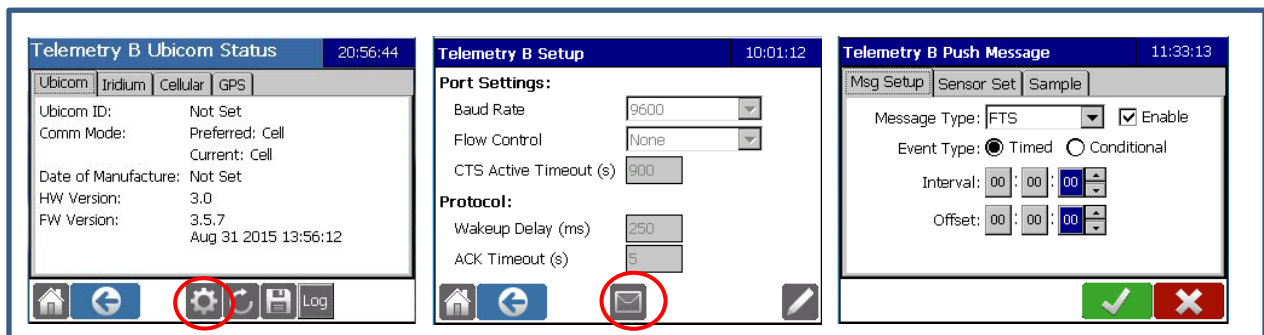 Telemetry B Ubicom Status 20:56:44
Ubicom Iridium Cellular GPS
Ubicom ID: Not Set
Comm Mode: Preferred: Cell
Current: Cell
Date of Manufacture: Not Set
HW Version: 3.0
FW Version: 3.5.7
Aug 31 2015 13:56:12
Log
Telemetry B Setup 10:01:12
Port Settings:
Baud Rate 9600
Flow Control None
CTS Active Timeout (s) 900
Protocol:
Wakeup Delay (ms) 250
ACK Timeout (s) 5
Telemetry B Push Message 11:33:13
Msg Setup Sensor Set Sample
Message Type: FTS Enable
Event Type: Timed Conditional
Interval: 00 : 00 : 00
Offset: 00 : 00 : 00